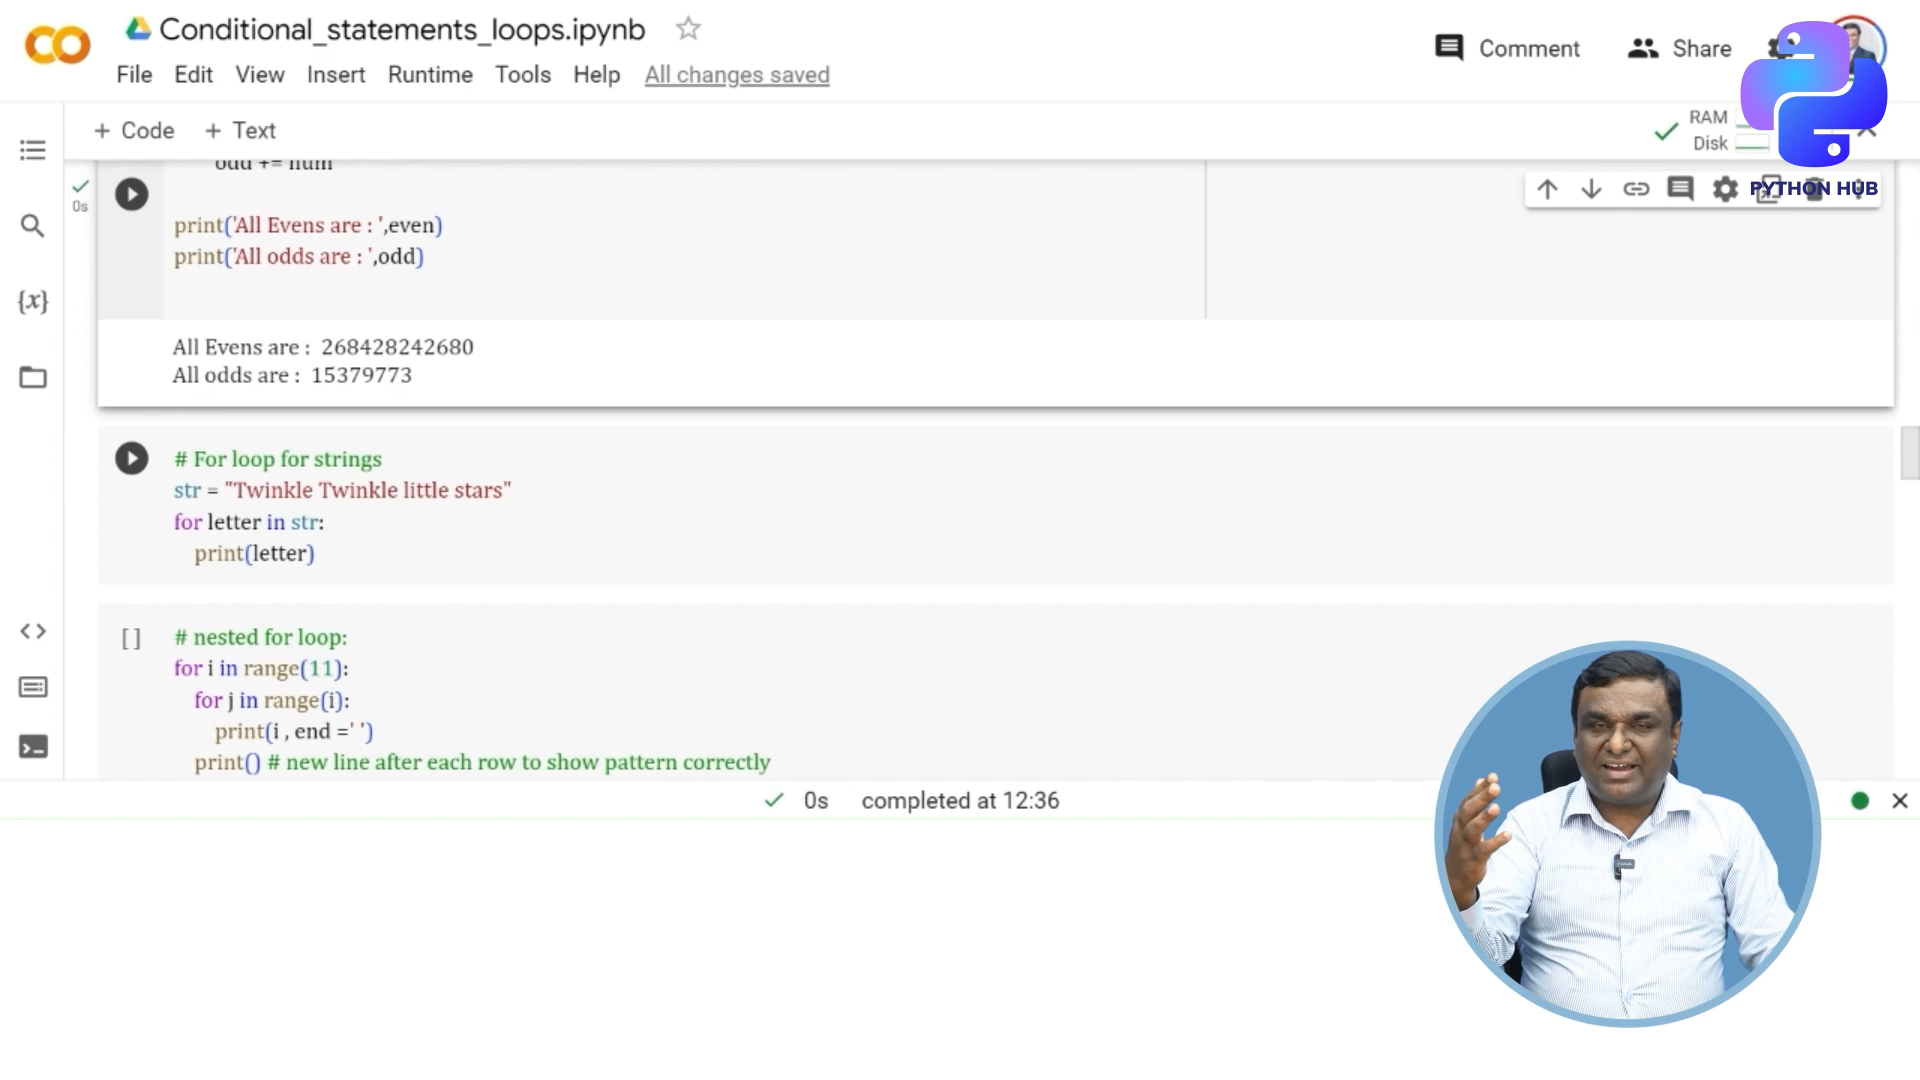 Conditional_statements_loops.ipynb
File Edit View Insert Runtime Tools Help All changes saved
Comment Share
+ Code + Text
RAM
Disk
PYTHON HUB
odd += num
0s
print('All Evens are : ',even)
print('All odds are : ',odd)
All Evens are : 268428242680
All odds are : 15379773
# For loop for strings
str = "Twinkle Twinkle little stars"
for letter in str:
print(letter)
[ ]
# nested for loop:
for i in range(11):
for j in range(i):
print(i , end =' ')
print() # new line after each row to show pattern correctly
0s completed at 12:36